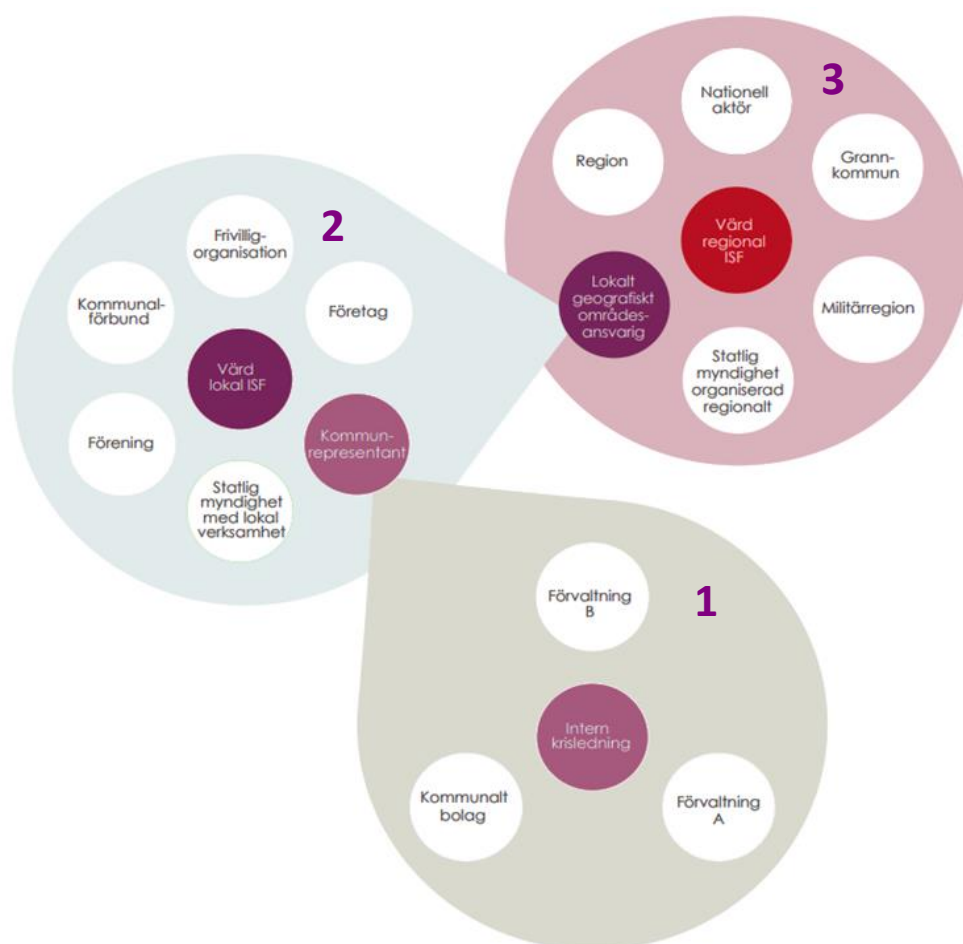 3
Nationell
aktör
Region
Grann-
kommun
Värd
regional
ISF
Lokalt
geografiskt
områdes-
ansvarig
Militärregion
Statlig
myndighet
organiserad
regionalt
2
Frivillig-
organisation
Kommunal-
förbund
Företag
Värd
lokal ISF
Förening
Kommun-
representant
Statlig
myndighet
med lokal
verksamhet
1
Förvaltning
B
Intern
krisledning
Kommunalt
bolag
Förvaltning
A